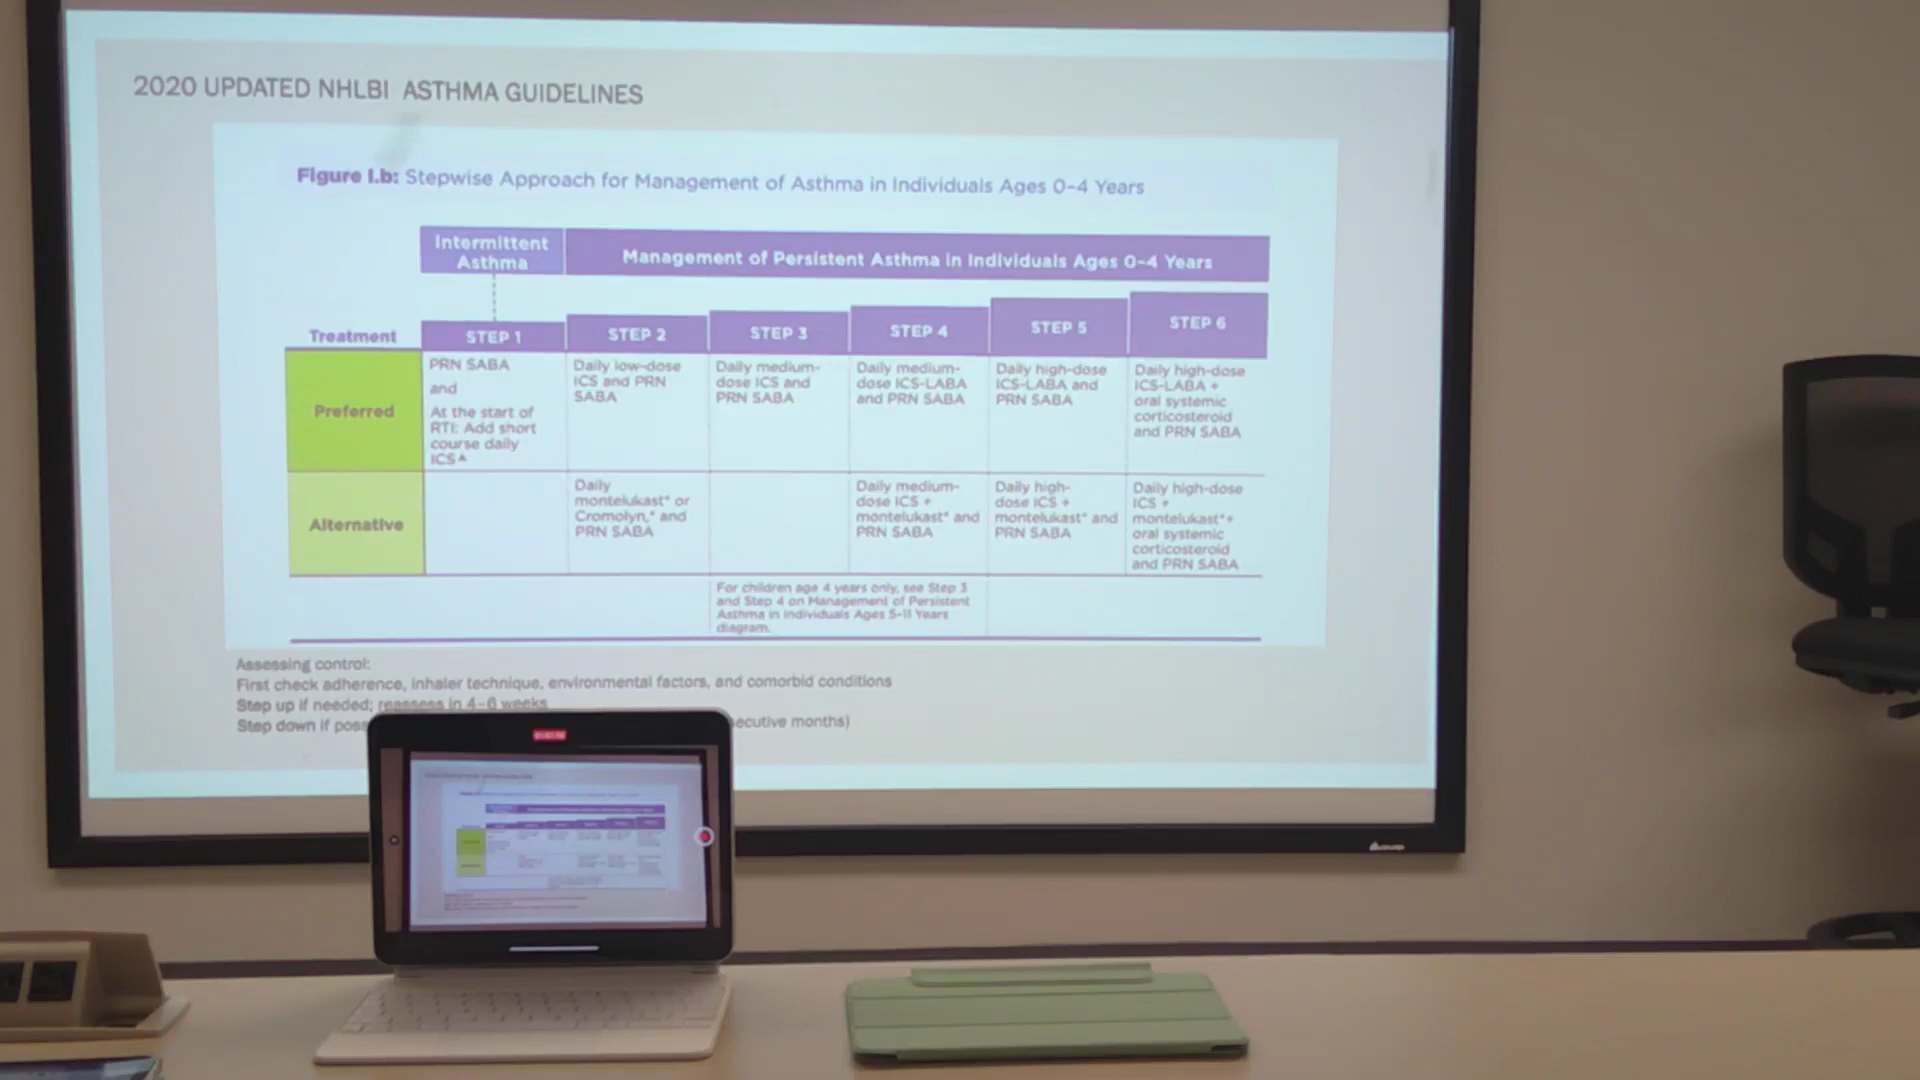 2020 UPDATED NHLBI ASTHMA GUIDELINES
Figure I.b: Stepwise Approach for Management of Asthma in Individuals Ages 0-4 Years
Intermittent
Asthma
Management of Persistent Asthma in Individuals Ages 0-4 Years
Treatment
STEP 1
STEP 2
STEP 3
STEP 4
STEP 5
STEP 6
Preferred
PRN SABA
and
At the start of
RTI: Add short
course daily
ICS▲
Daily low-dose
ICS and PRN
SABA
Daily medium-
dose ICS and
PRN SABA
Daily medium-
dose ICS-LABA
and PRN SABA
Daily high-dose
ICS-LABA and
PRN SABA
Daily high-dose
ICS-LABA +
oral systemic
corticosteroid
and PRN SABA
Alternative
Daily
montelukast* or
Cromolyn,* and
PRN SABA
Daily medium-
dose ICS +
montelukast* and
PRN SABA
Daily high-
dose ICS +
montelukast* and
PRN SABA
Daily high-dose
ICS +
montelukast*+
oral systemic
corticosteroid
and PRN SABA
For children age 4 years only, see Step 3
and Step 4 on Management of Persistent
Asthma in Individuals Ages 5-11 Years
diagram.
Assessing control:
First check adherence, inhaler technique, environmental factors, and comorbid conditions
Step up if needed; reassess in 4-6 weeks
Step down if months)